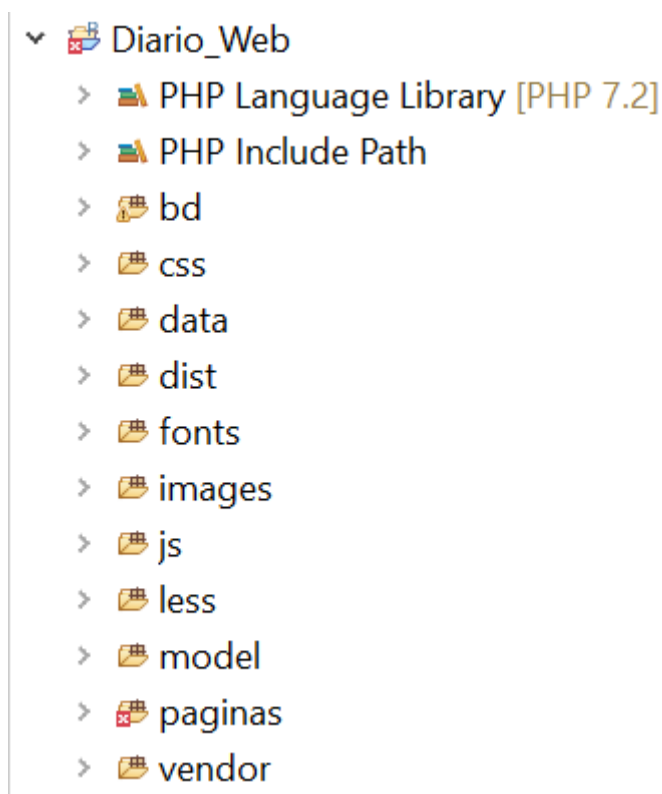 Diario_Web
PHP Language Library [PHP 7.2]
PHP Include Path
bd
css
data
dist
fonts
images
js
less
model
paginas
vendor